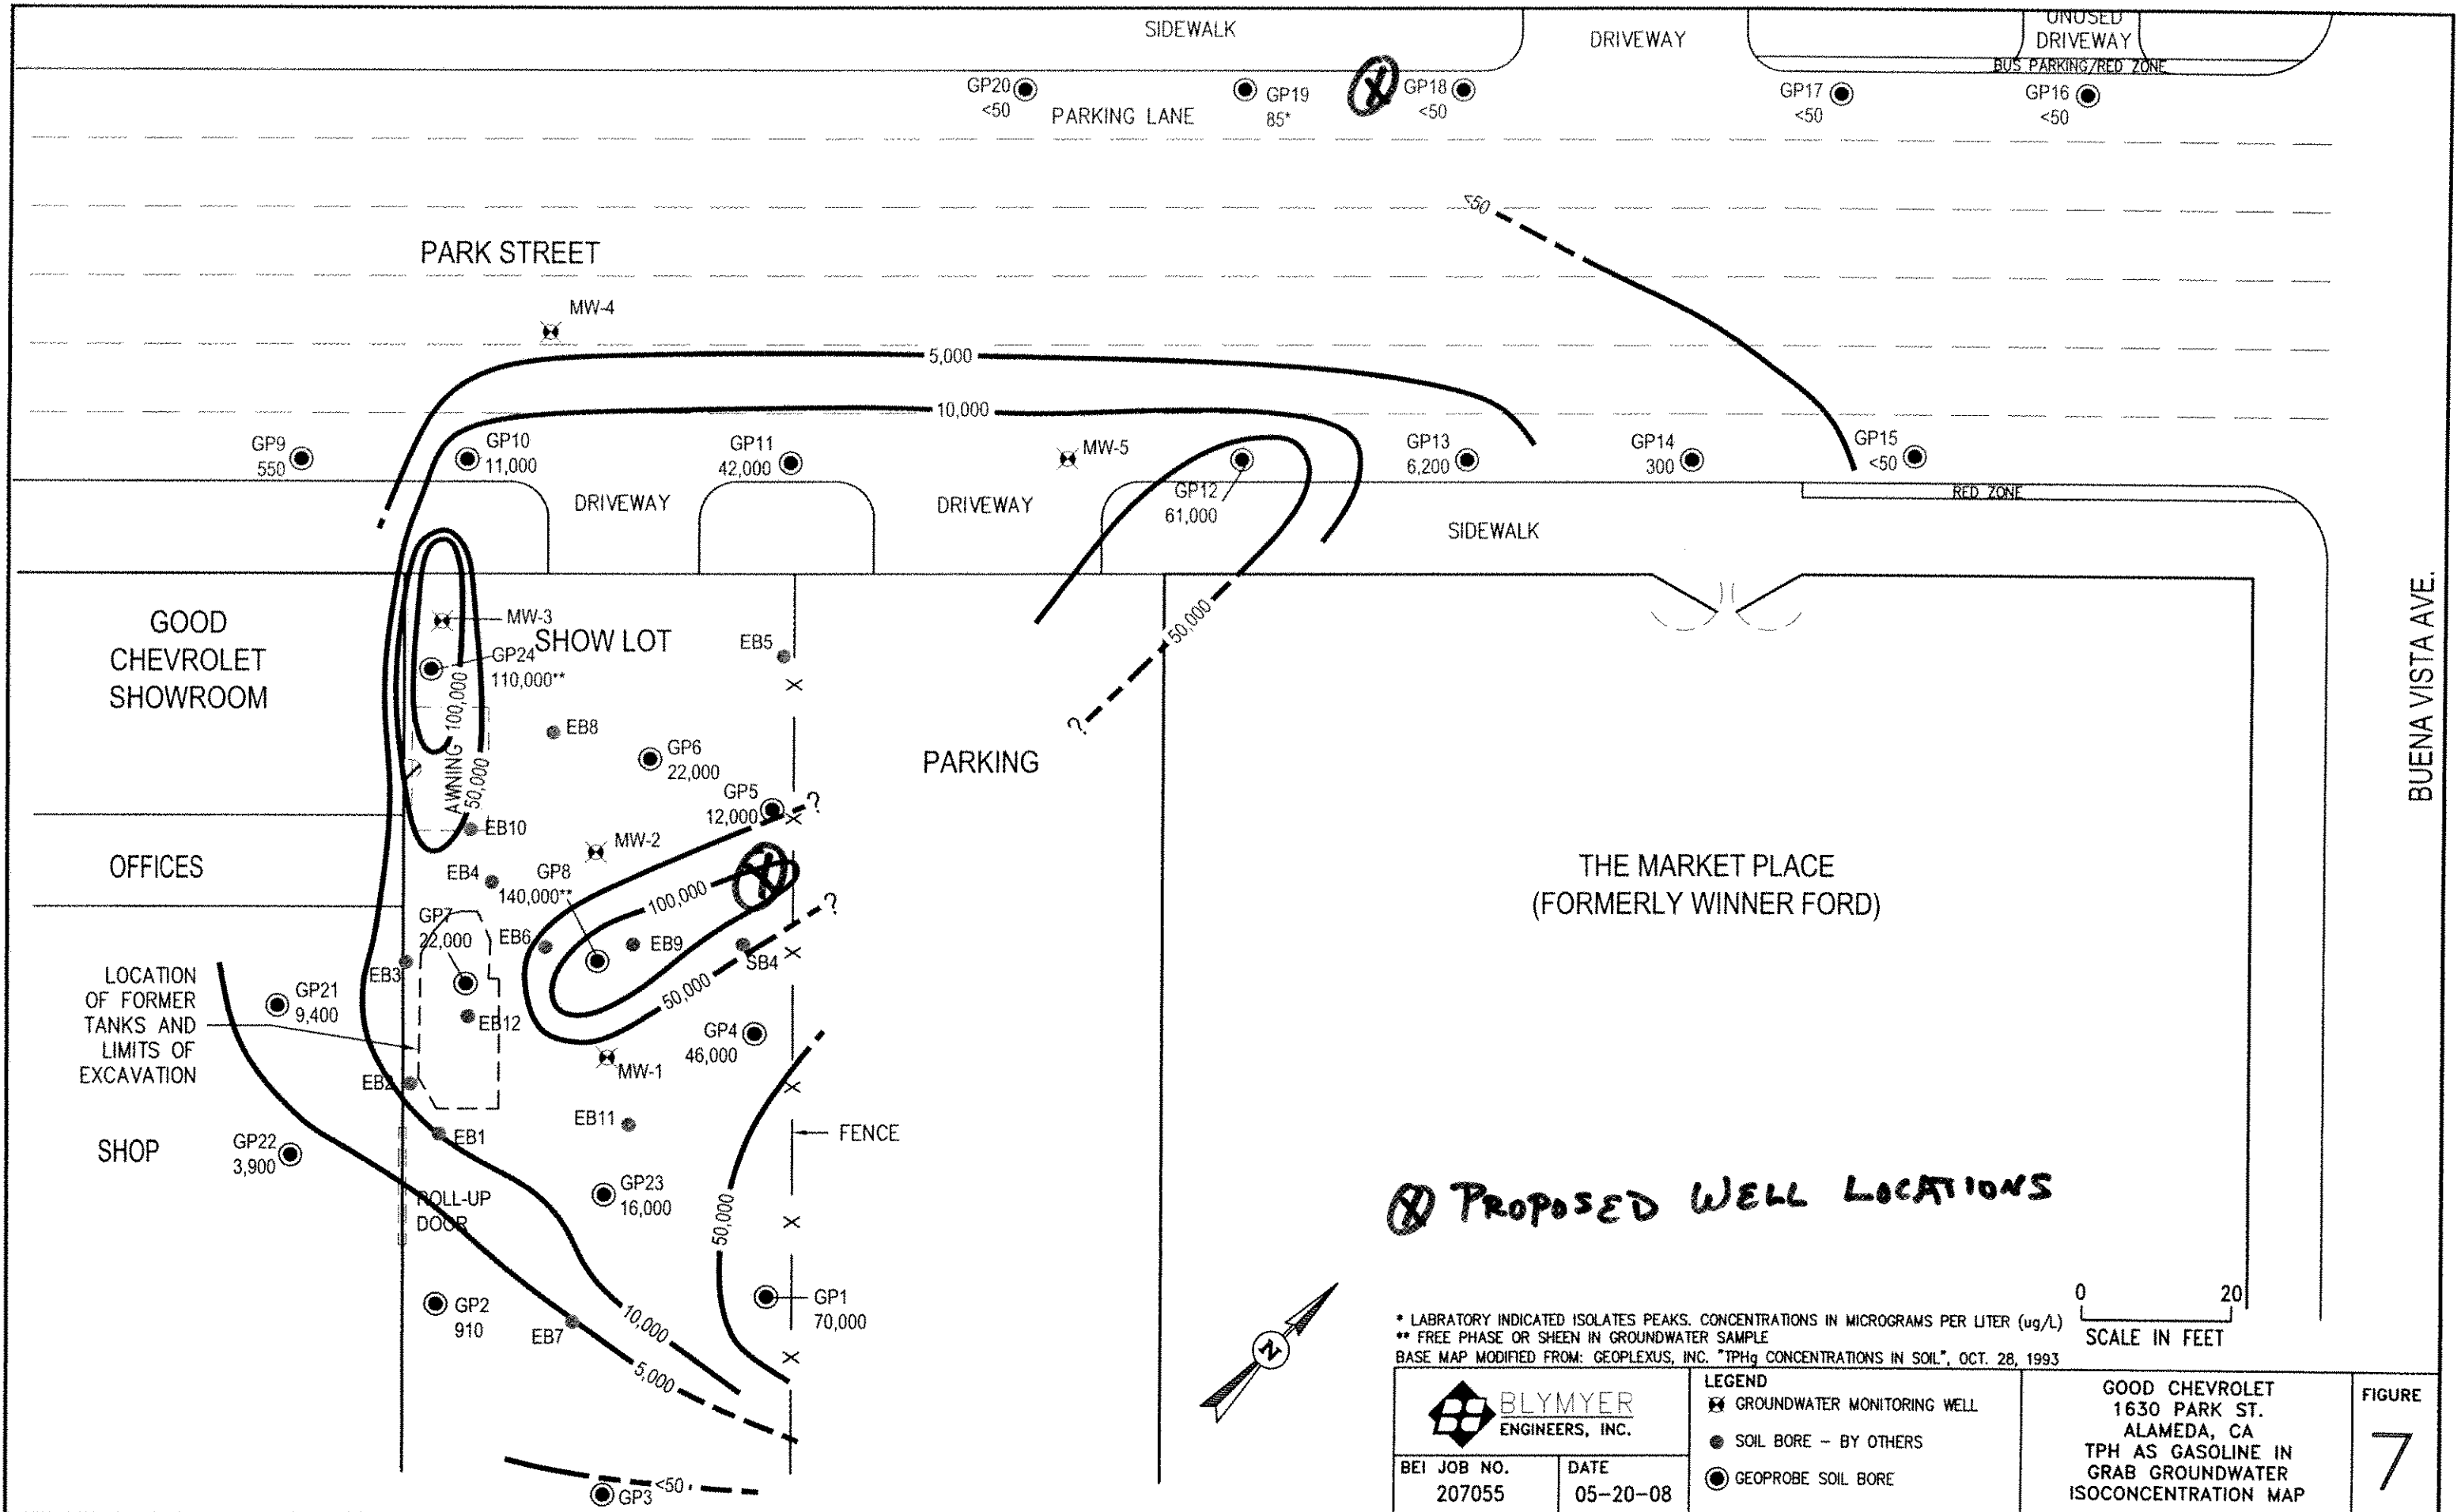 SIDEWALK
DRIVEWAY
UNUSED
DRIVEWAY
BUS PARKING/RED ZONE
GP20
<50
PARKING LANE
GP19
85*
GP18
<50
GP17
<50
GP16
<50
<50
PARK STREET
MW-4
5,000
10,000
GP9
550
GP10
11,000
GP11
42,000
MW-5
GP12
61,000
GP13
6,200
GP14
300
GP15
<50
DRIVEWAY
DRIVEWAY
SIDEWALK
RED ZONE
BUENA VISTA AVE.
GOOD
CHEVROLET
SHOWROOM
MW-3
SHOW LOT
GP24
110,000**
100,000
AWNING
50,000
EB5
50,000
?
EB8
GP6
22,000
PARKING
GP5
12,000
?
EB10
OFFICES
MW-2
EB4
GP8
140,000**
100,000
?
THE MARKET PLACE
(FORMERLY WINNER FORD)
GP7
22,000
EB6
EB9
SB4
EB3
50,000
LOCATION
OF FORMER
TANKS AND
LIMITS OF
EXCAVATION
GP21
9,400
EB12
GP4
46,000
MW-1
EB2
EB11
FENCE
EB1
SHOP
GP22
3,900
ROLL-UP
DOOR
GP23
16,000
50,000
PROPOSED WELL LOCATIONS
GP2
910
EB7
10,000
5,000
GP1
70,000
<50
GP3
N
0 20
SCALE IN FEET
* LABRATORY INDICATED ISOLATES PEAKS. CONCENTRATIONS IN MICROGRAMS PER LITER (ug/L)
** FREE PHASE OR SHEEN IN GROUNDWATER SAMPLE
BASE MAP MODIFIED FROM: GEOPLEXUS, INC. "TPHg CONCENTRATIONS IN SOIL", OCT. 28, 1993
BLYMYER
ENGINEERS, INC.
BEI JOB NO.
207055
DATE
05-20-08
LEGEND
GROUNDWATER MONITORING WELL
SOIL BORE - BY OTHERS
GEOPROBE SOIL BORE
GOOD CHEVROLET
1630 PARK ST.
ALAMEDA, CA
TPH AS GASOLINE IN
GRAB GROUNDWATER
ISOCONCENTRATION MAP
FIGURE
7